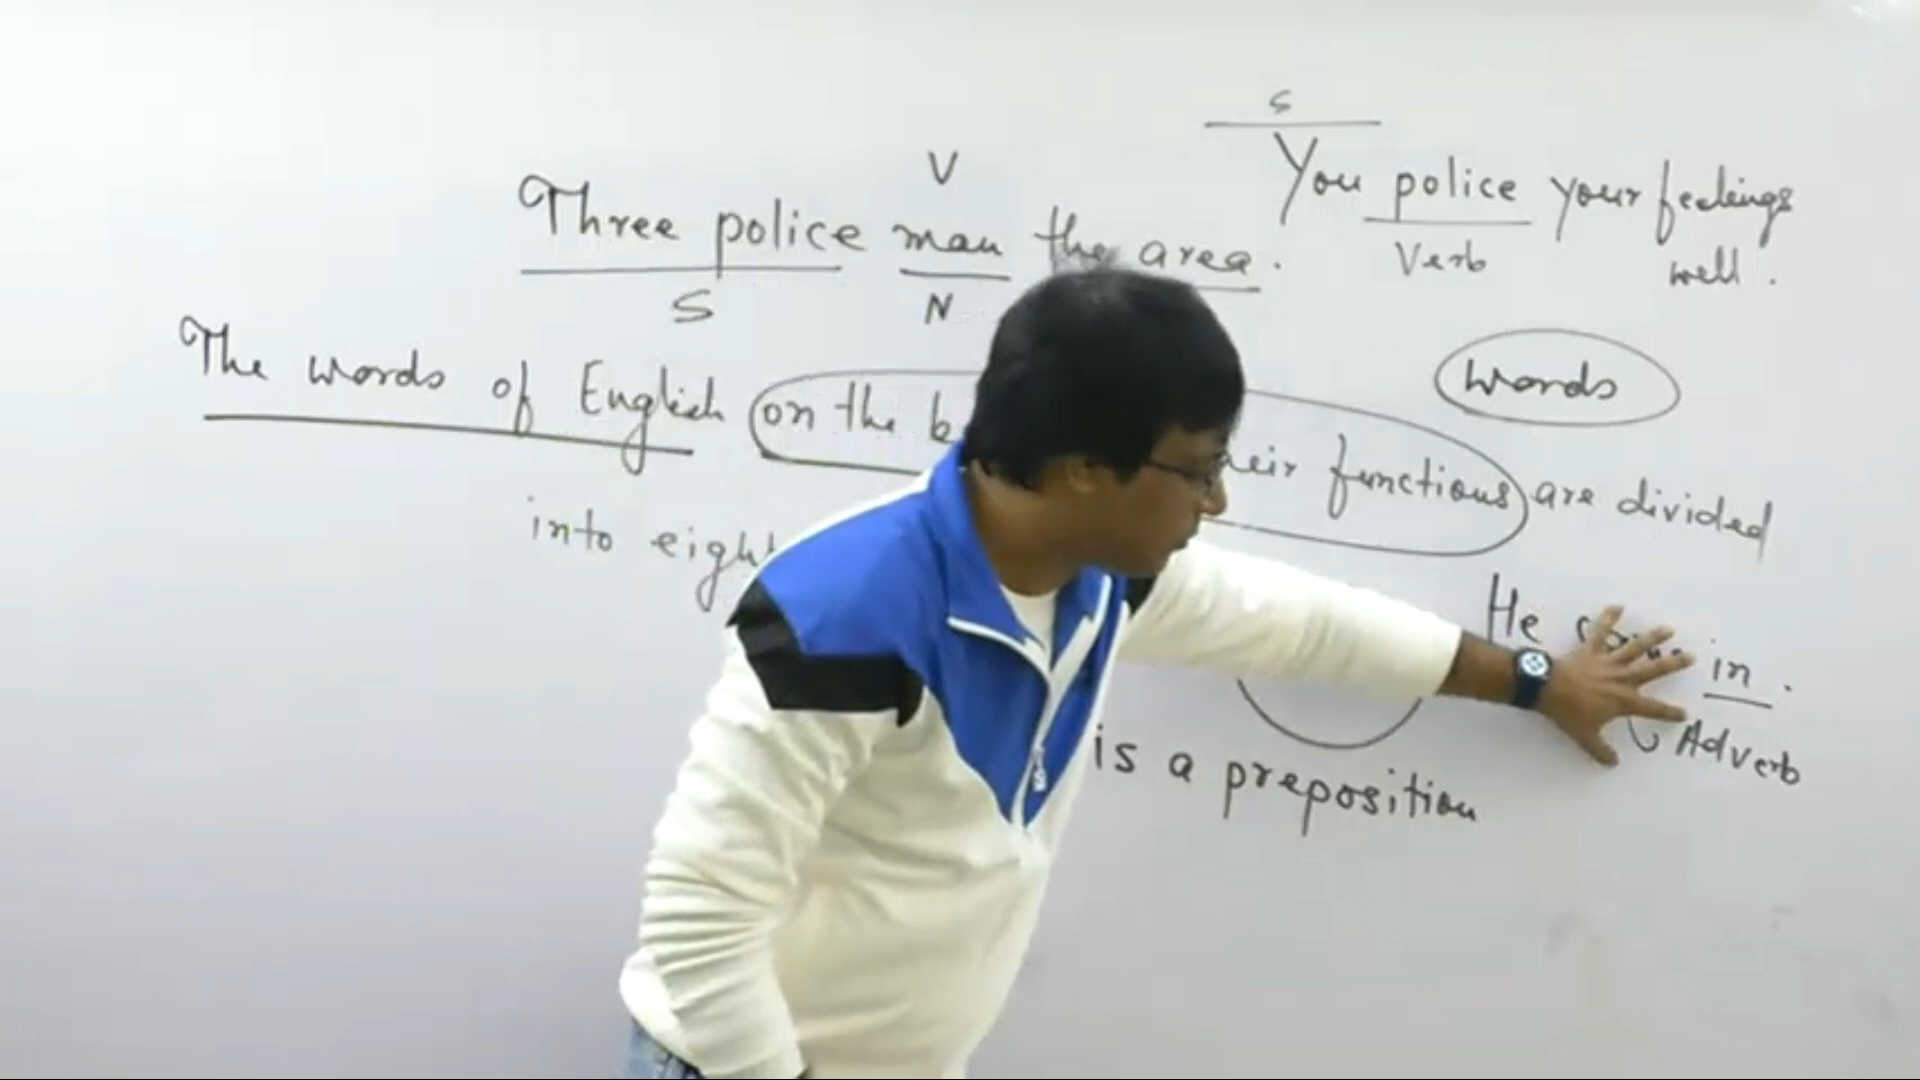 S
V
You police your feelings
Three police man the area.
Verb
well.
S
N
words
The words of English on the functions are divided
into
He in.
Adverb
is a preposition